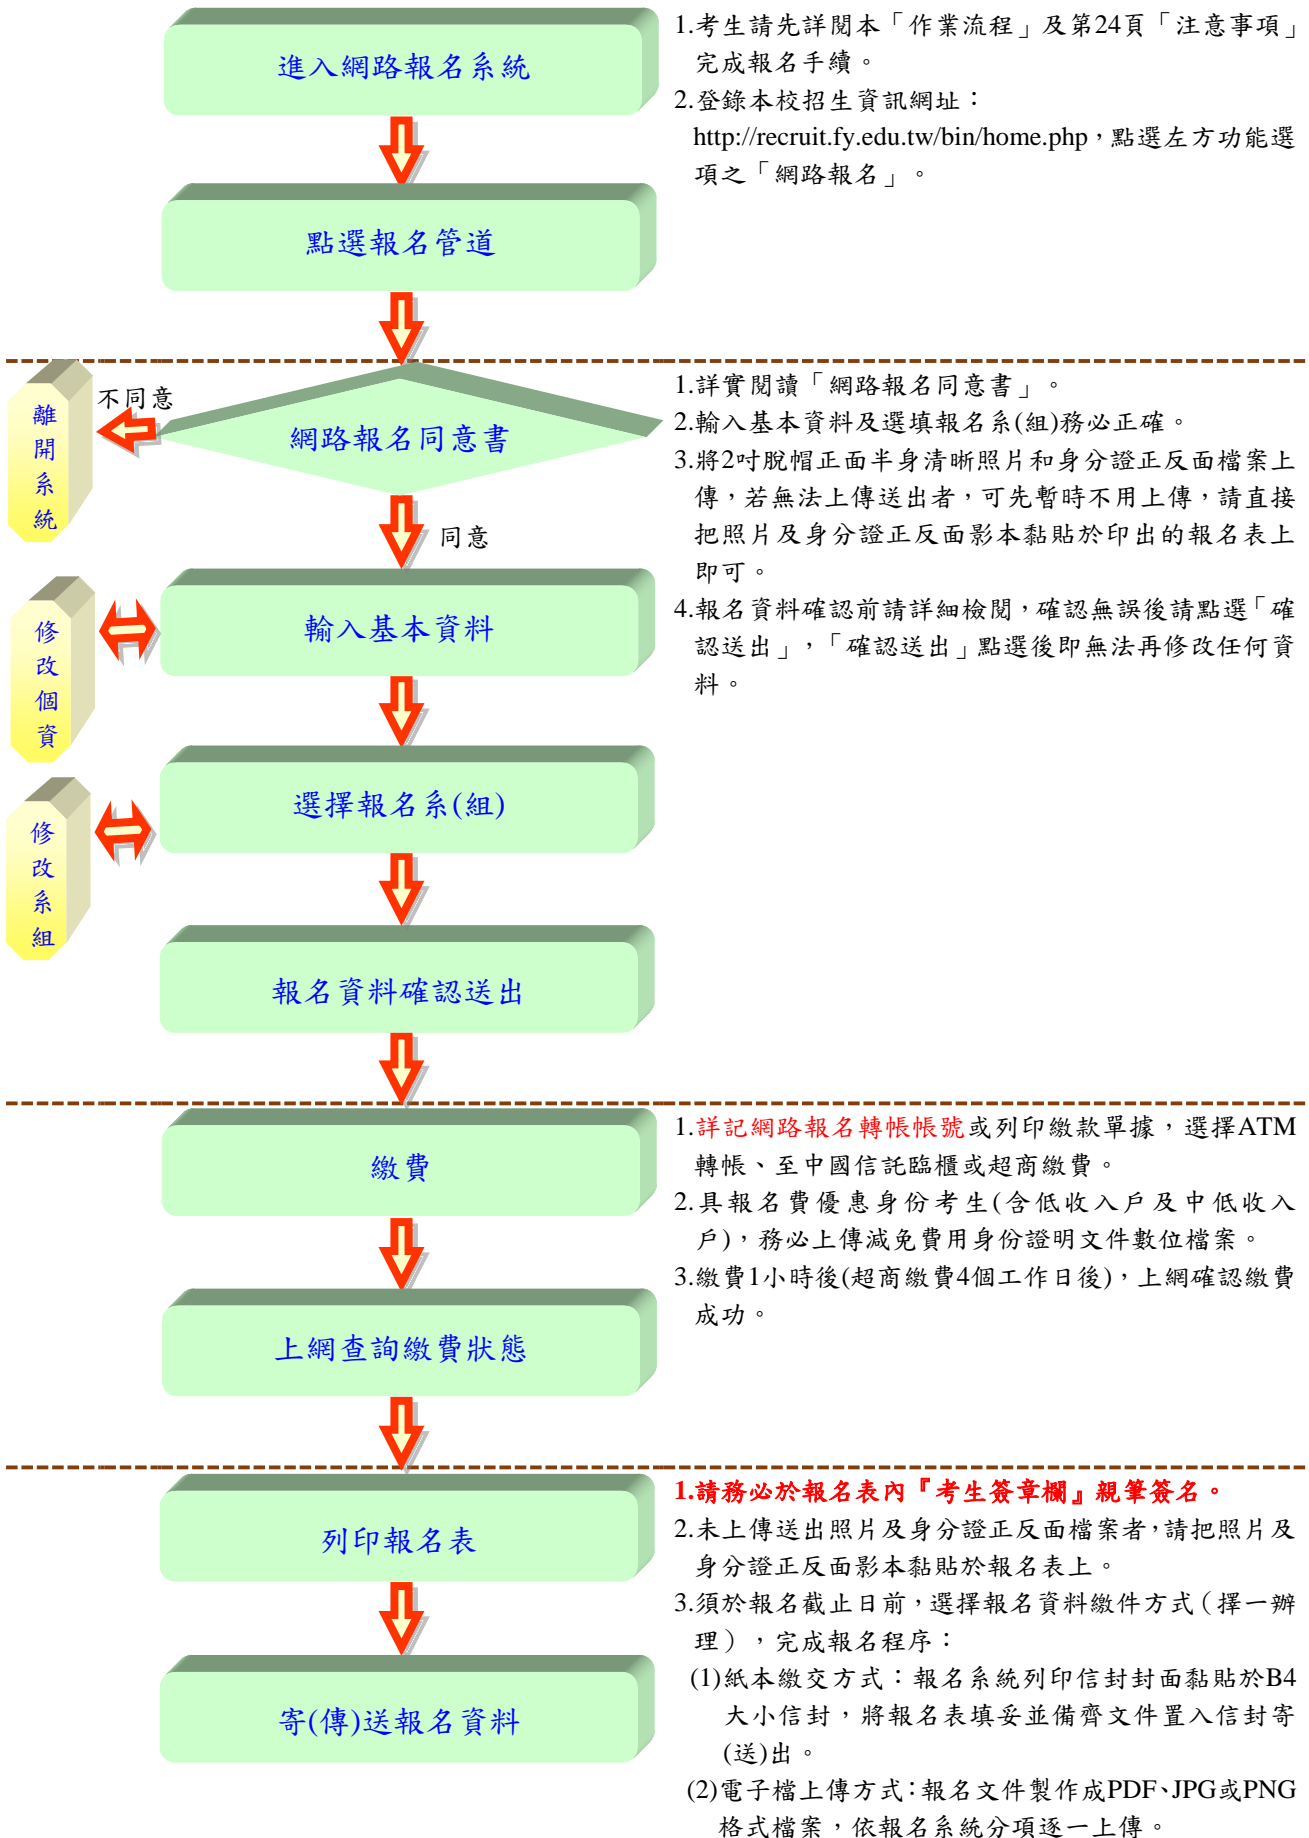 進入網路報名系統
1.考生請先詳閱本「作業流程」及第24頁「注意事項」
完成報名手續。
2.登錄本校招生資訊網址：
http://recruit.fy.edu.tw/bin/home.php，點選左方功能選
項之「網路報名」。
點選報名管道
離
開
系
統
不同意
網路報名同意書
同意
1.詳實閱讀「網路報名同意書」。
2.輸入基本資料及選填報名系(組)務必正確。
3.將2吋脫帽正面半身清晰照片和身分證正反面檔案上
傳，若無法上傳送出者，可先暫時不用上傳，請直接
把照片及身分證正反面影本黏貼於印出的報名表上
即可。
4.報名資料確認前請詳細檢閱，確認無誤後請點選「確
認送出」，「確認送出」點選後即無法再修改任何資
料。
修
改
個
資
輸入基本資料
修
改
系
組
選擇報名系(組)
報名資料確認送出
繳費
1.詳記網路報名轉帳帳號或列印繳款單據，選擇ATM
轉帳、至中國信託臨櫃或超商繳費。
2.具報名費優惠身份考生(含低收入戶及中低收入
戶)，務必上傳減免費用身份證明文件數位檔案。
3.繳費1小時後(超商繳費4個工作日後)，上網確認繳費
成功。
上網查詢繳費狀態
列印報名表
1.請務必於報名表內『考生簽章欄』親筆簽名。
2.未上傳送出照片及身分證正反面檔案者，請把照片及
身分證正反面影本黏貼於報名表上。
3.須於報名截止日前，選擇報名資料繳件方式（擇一辦
理），完成報名程序：
(1)紙本繳交方式：報名系統列印信封封面黏貼於B4
大小信封，將報名表填妥並備齊文件置入信封寄
(送)出。
(2)電子檔上傳方式：報名文件製作成PDF、JPG或PNG
格式檔案，依報名系統分項逐一上傳。
寄(傳)送報名資料